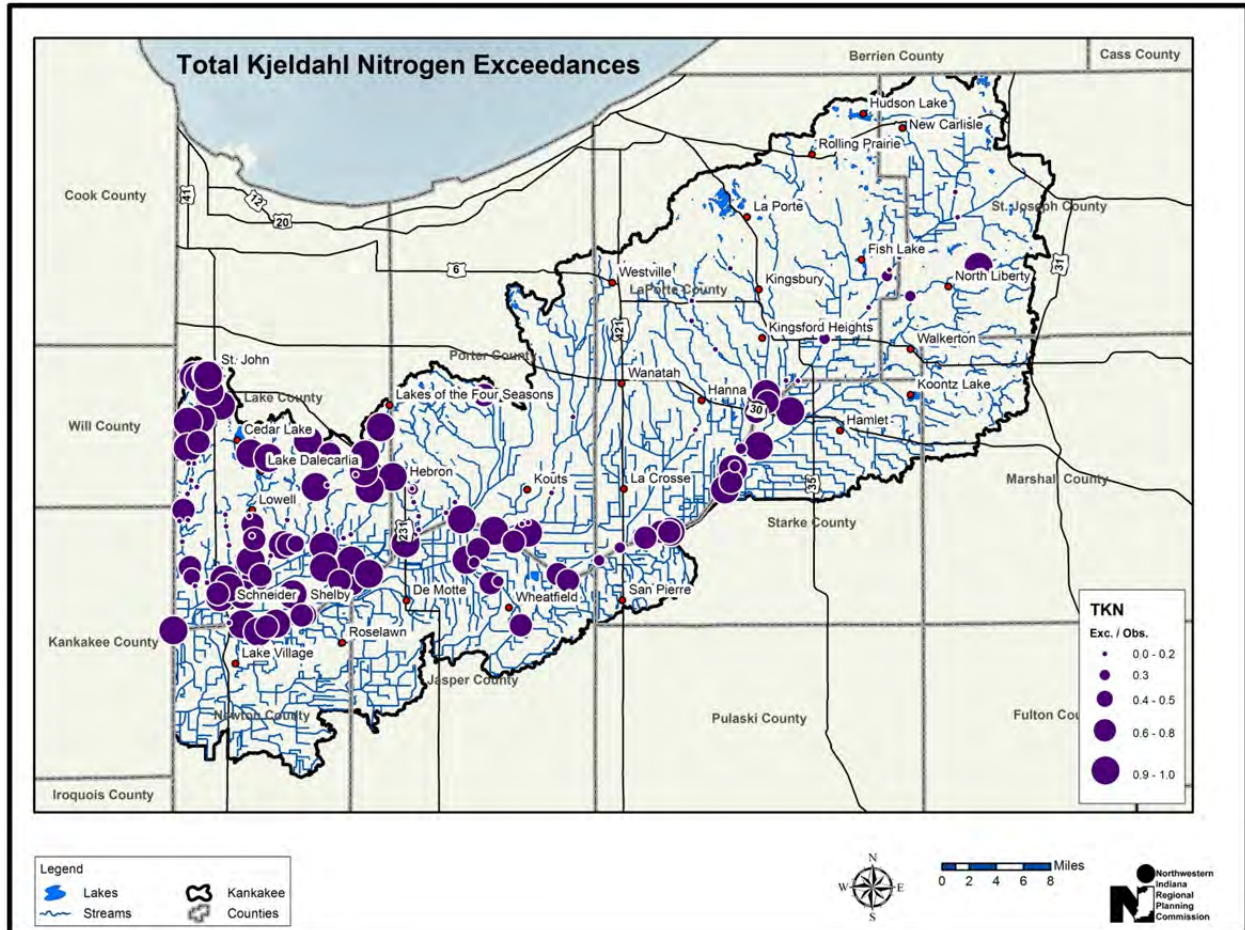 Total Kjeldahl Nitrogen Exceedances
Berrien County
Cass County
Hudson Lake
New Carlisle
Rolling Prairie
Cook County
41
12
20
La Porte
St. Joseph County
Fish Lake
6
Westville
31
LaPorte County
Kingsbury
North Liberty
421
Kingsford Heights
Walkerton
Porter County
St. John
Wanatah
Koontz Lake
Lakes of the Four Seasons
Hanna
Lake County
30
Will County
Hamlet
Cedar Lake
Lake Dalecarlia
Hebron
Kouts
La Crosse
35
Marshal County
Lowell
Starke County
231
Schneider
Shelby
De Motte
Wheatfield
San Pierre
Kankakee County
Roselawn
Lake Village
Jasper County
Newton County
Pulaski County
Fulton Cou
Iroquois County
TKN
Exc. / Obs.
0.0 - 0.2
0.3
0.4 - 0.5
0.6 - 0.8
0.9 - 1.0
Legend
Lakes
Kankakee
Streams
Counties
N
W
E
S
Miles
0 2 4 6 8
Northwestern
Indiana
Regional
Planning
Commission